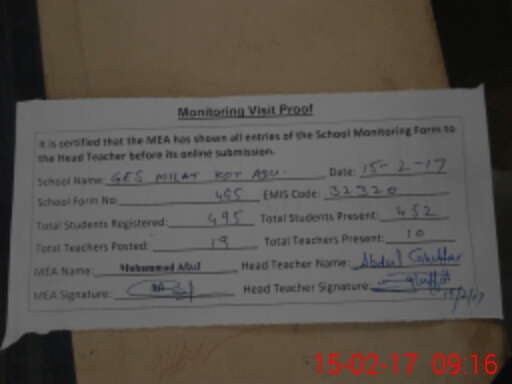 Monitoring Visit Proof
It is certified that the MEA has shown all entries of the School Monitoring Form to
the Head Teacher before its online submission.
School Name: GES MILAT KOT ADU. Date: 15-2-17
School Form No: 495 EMIS Code: 32320
Total Students Registered: 495 Total Students Present: 452
Total Teachers Posted: 19 Total Teachers Present: 10
MEA Name: Muhammad Head Teacher Name: Abdul Ghaffar
MEA Signature: Head Teacher Signature:
15/2/17
15-02-17 09:16